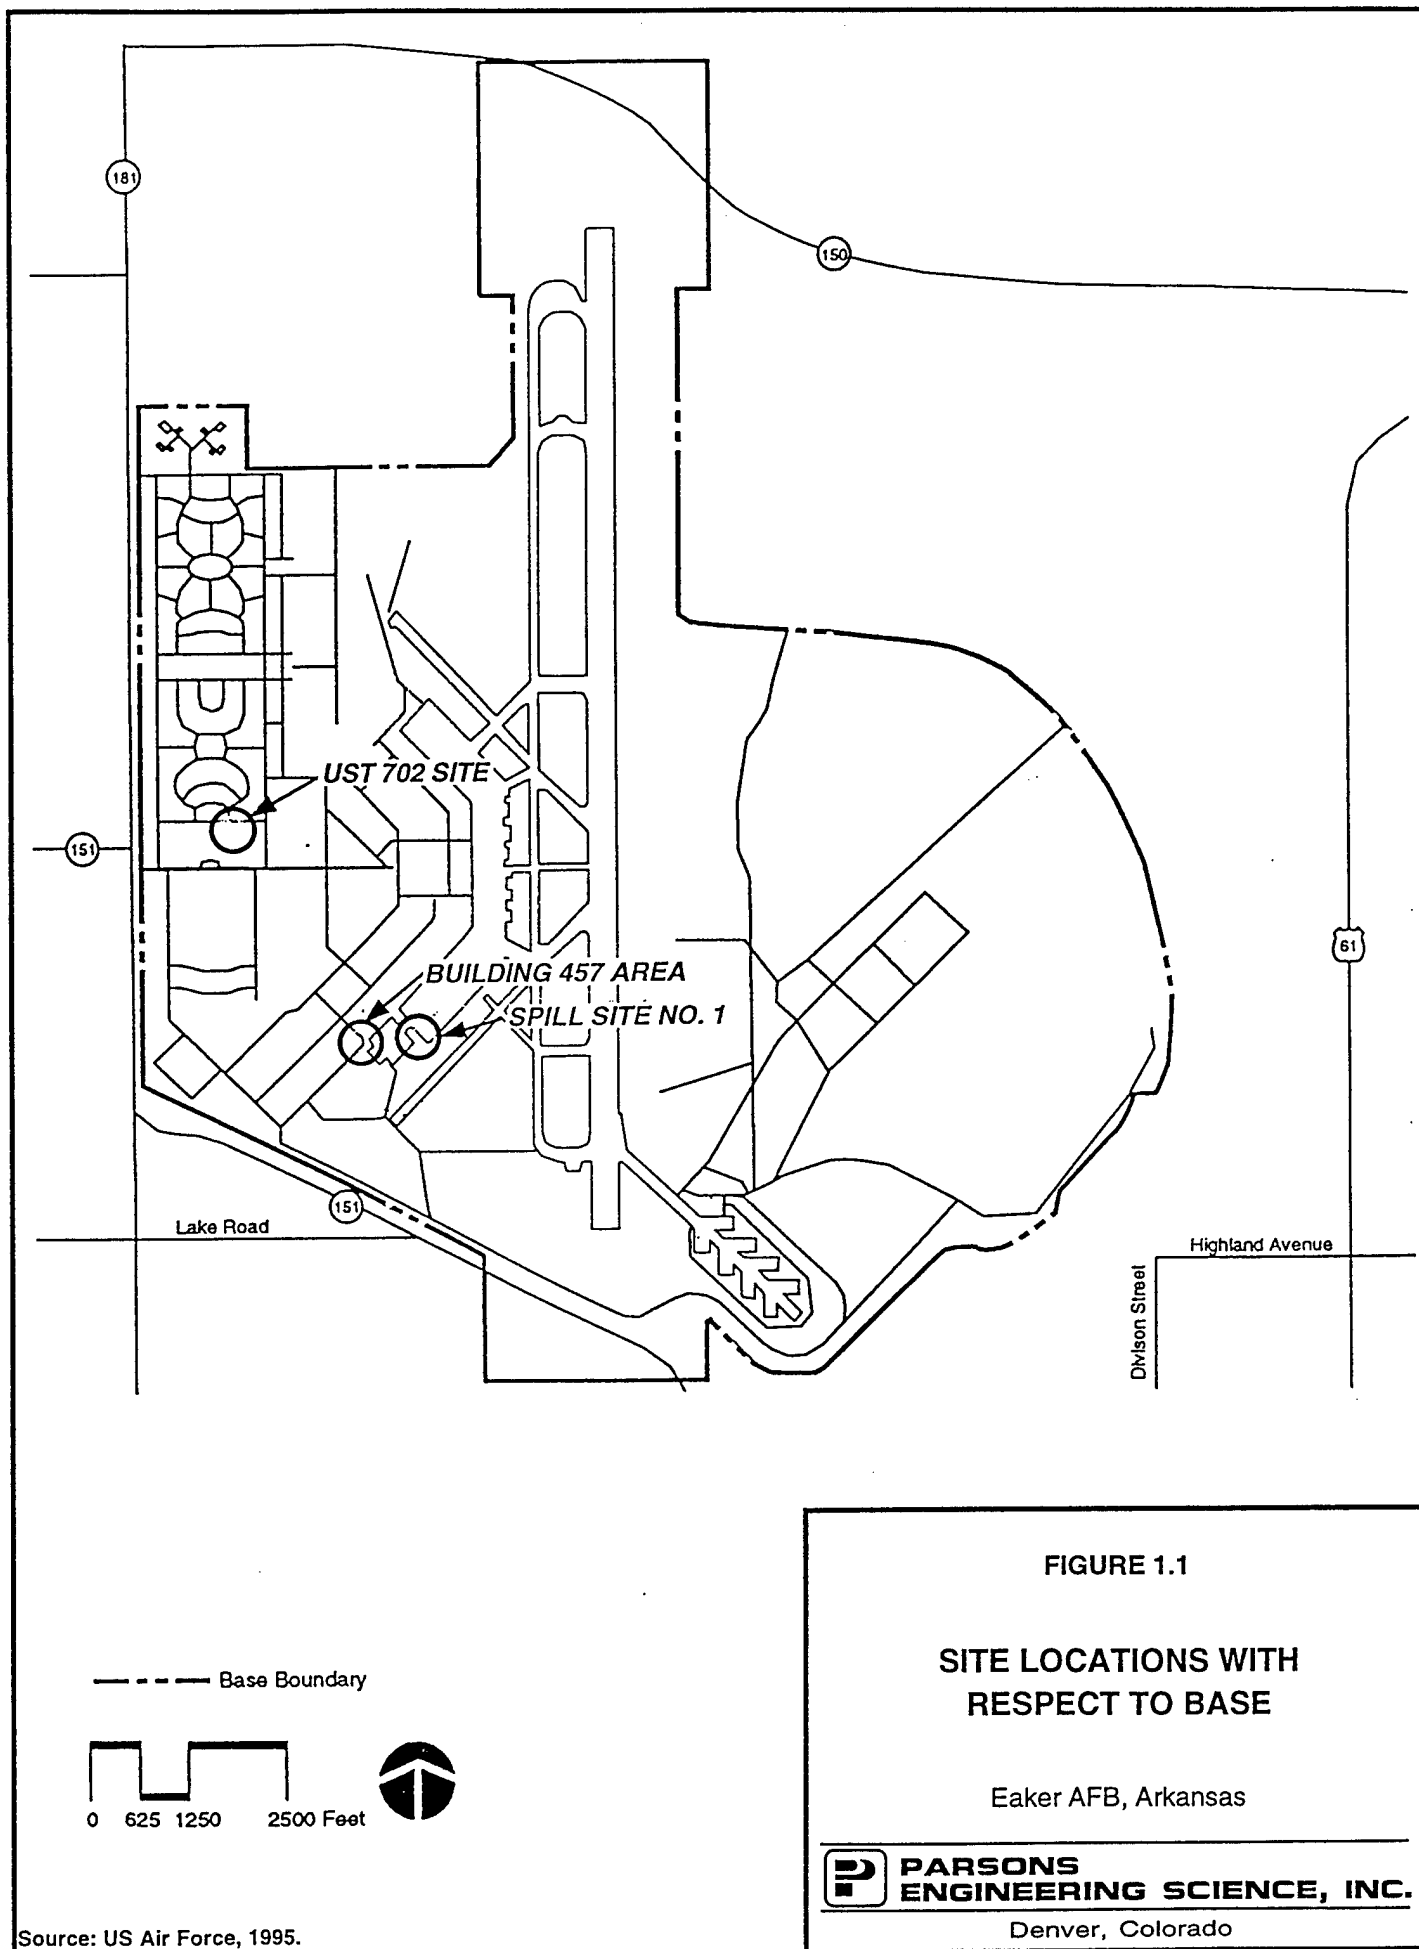 181
150
UST 702 SITE
151
61
BUILDING 457 AREA
SPILL SITE NO. 1
151
Lake Road
Highland Avenue
Divison Street
FIGURE 1.1
SITE LOCATIONS WITH
RESPECT TO BASE
Base Boundary
0 625 1250 2500 Feet
Eaker AFB, Arkansas
PARSONS
ENGINEERING SCIENCE, INC.
Denver, Colorado
Source: US Air Force, 1995.